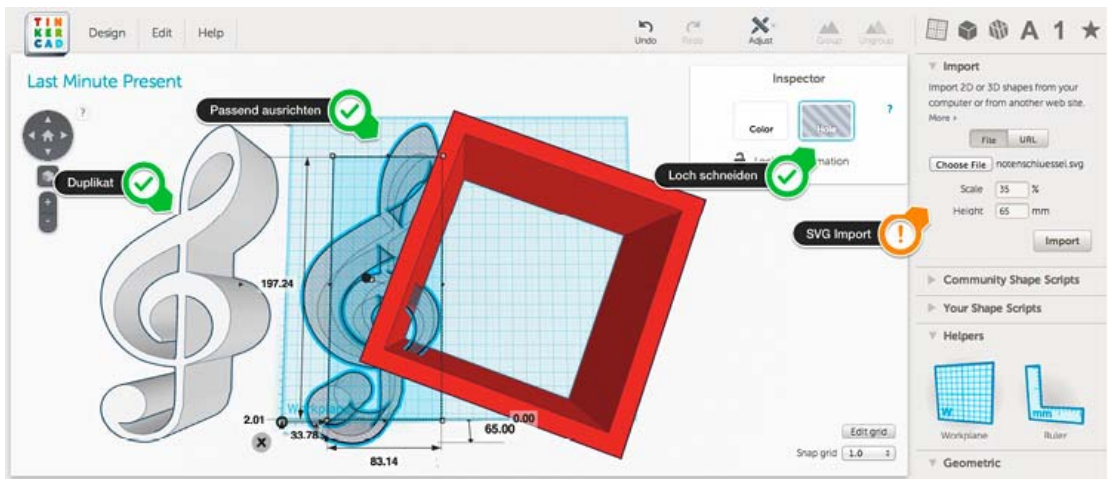 TIN
KER
CAD
Design
Edit
Help
Undo
Redo
Adjust
Group
Ungroup
A 1
Last Minute Present
?
Passend ausrichten
Duplikat
+
-
Inspector
Color
Hole
?
Loch schneiden
SVG Import
!
197.24
2.01
33.78
83.14
65.00
0.00
Workplane
Edit grid
Snap grid 1.0
Import
Import 2D or 3D shapes from your
computer or from another web site.
More
File
URL
Choose File notenschluessel.svg
Scale 35 %
Height 65 mm
Import
Community Shape Scripts
Your Shape Scripts
Helpers
W
mm
Workplane
Ruler
Geometric